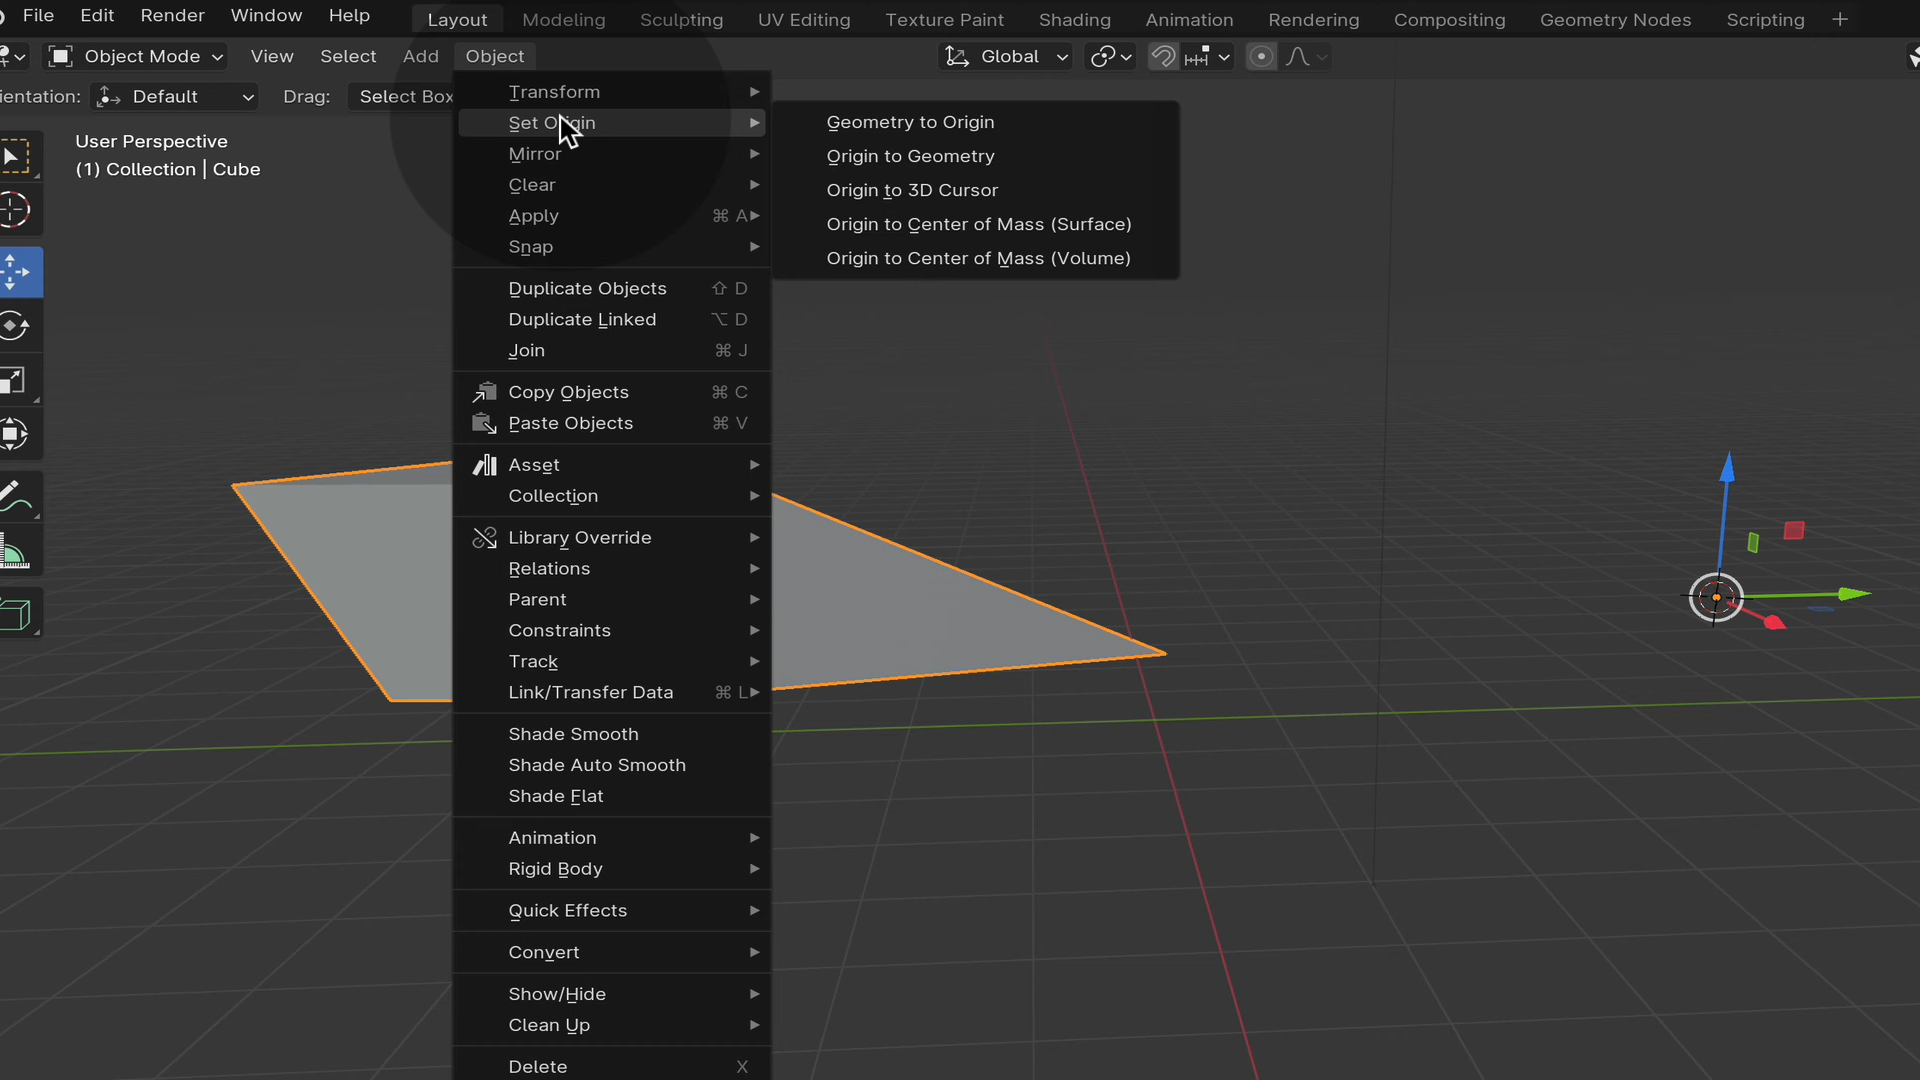 File Edit Render Window Help Layout Modeling Sculpting UV Editing Texture Paint Shading Animation Rendering Compositing Geometry Nodes Scripting +
Object Mode View Select Add Object Global
ientation: Default Drag: Select Box
User Perspective
(1) Collection | Cube
Transform
Set Origin
Mirror
Clear
Apply ⌘ A
Snap
Duplicate Objects ⇧ D
Duplicate Linked ⌥ D
Join ⌘ J
Copy Objects ⌘ C
Paste Objects ⌘ V
Asset
Collection
Library Override
Relations
Parent
Constraints
Track
Link/Transfer Data ⌘ L
Shade Smooth
Shade Auto Smooth
Shade Flat
Animation
Rigid Body
Quick Effects
Convert
Show/Hide
Clean Up
Delete X
Geometry to Origin
Origin to Geometry
Origin to 3D Cursor
Origin to Center of Mass (Surface)
Origin to Center of Mass (Volume)